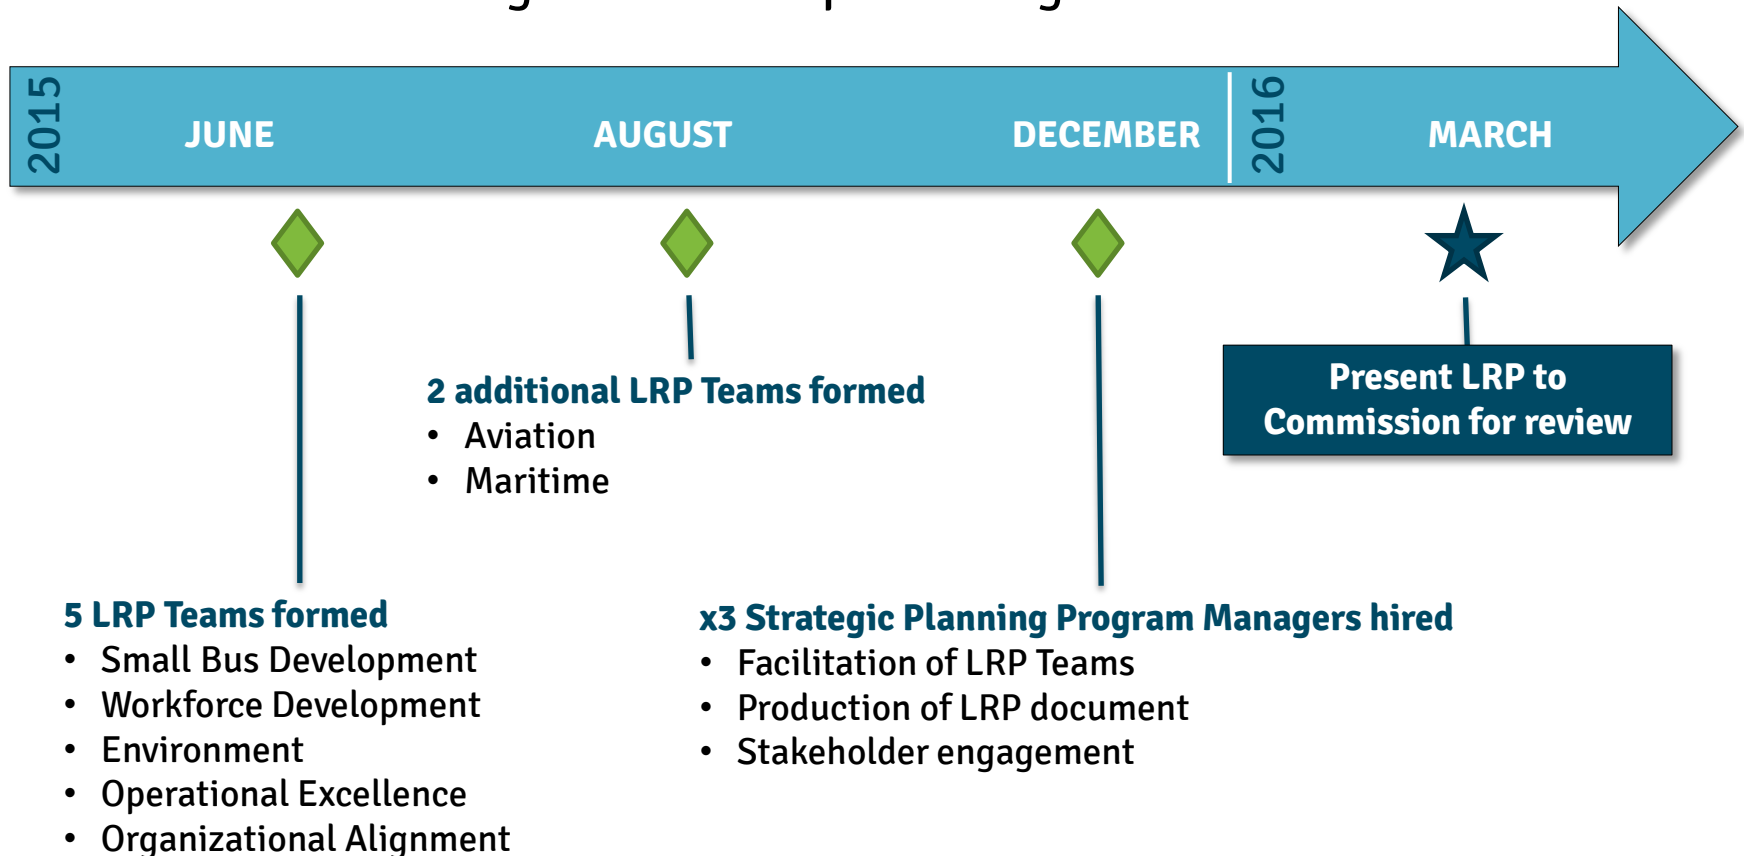 2015
JUNE
AUGUST
DECEMBER
2016
MARCH
Present LRP to
Commission for review
2 additional LRP Teams formed
• Aviation
• Maritime
5 LRP Teams formed
• Small Bus Development
• Workforce Development
• Environment
• Operational Excellence
• Organizational Alignment
x3 Strategic Planning Program Managers hired
• Facilitation of LRP Teams
• Production of LRP document
• Stakeholder engagement